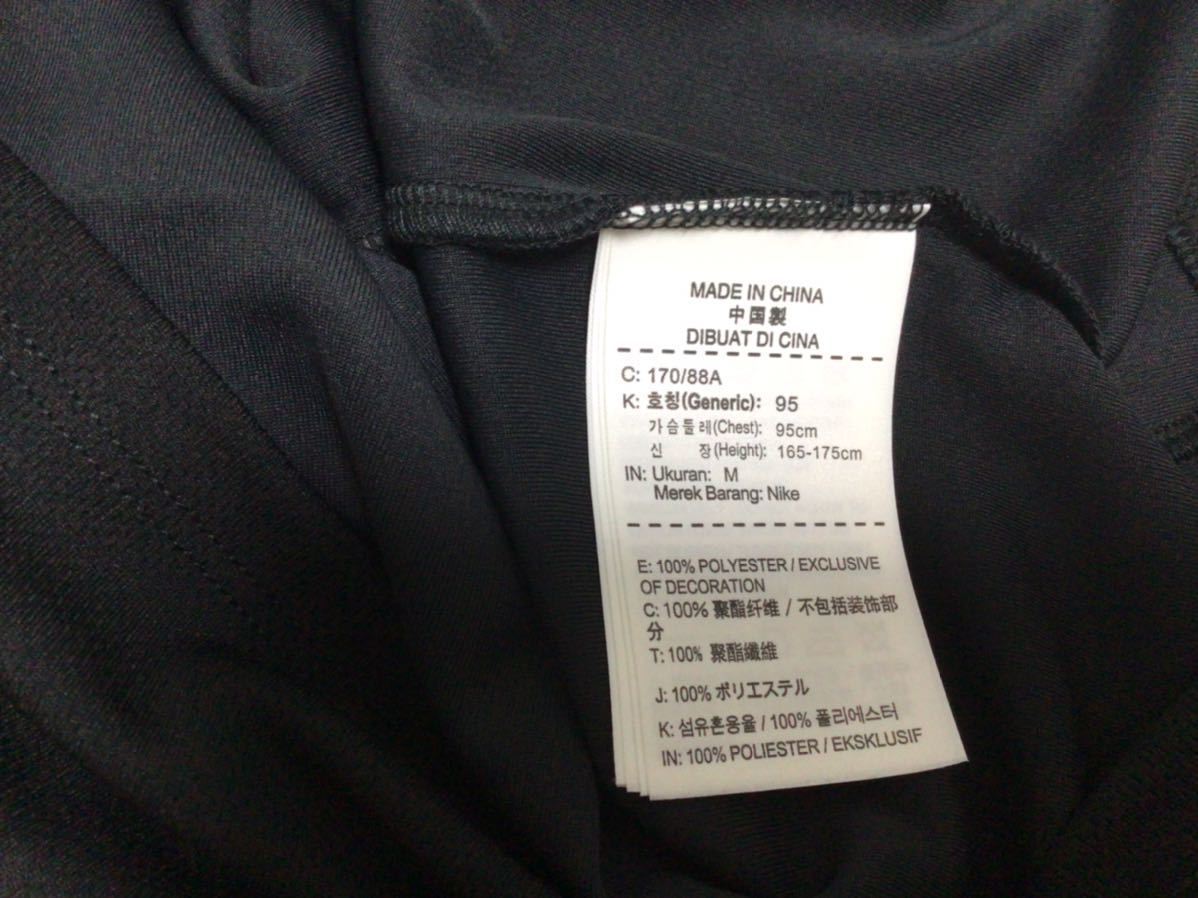 MADE IN CHINA
中国製
DIBUAT DI CINA
C: 170/88A
K: 호칭(Generic): 95
가슴둘레(Chest): 95cm
신 장(Height): 165-175cm
IN: Ukuran: M
Merek Barang: Nike
E: 100% POLYESTER / EXCLUSIVE
OF DECORATION
C: 100% 聚酯纤维 / 不包括装饰部
分
T: 100% 聚酯纖維
J: 100% ポリエステル
K: 섬유혼용율 / 100% 폴리에스터
IN: 100% POLIESTER / EKSKLUSIF